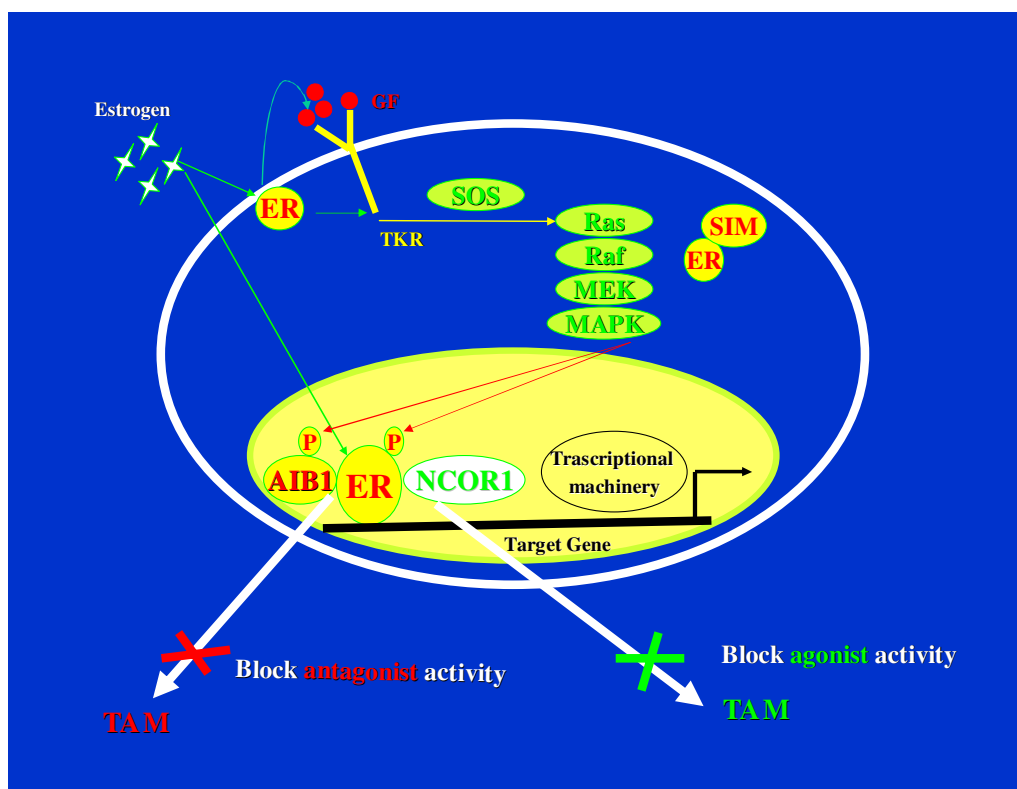 Estrogen
GF
ER
SOS
TKR
Ras
SIM
Raf
ER
MEK
MAPK
P
P
AIB1
ER
NCOR1
Trascriptional
machinery
Target Gene
Block antagonist activity
Block agonist activity
TAM
TAM